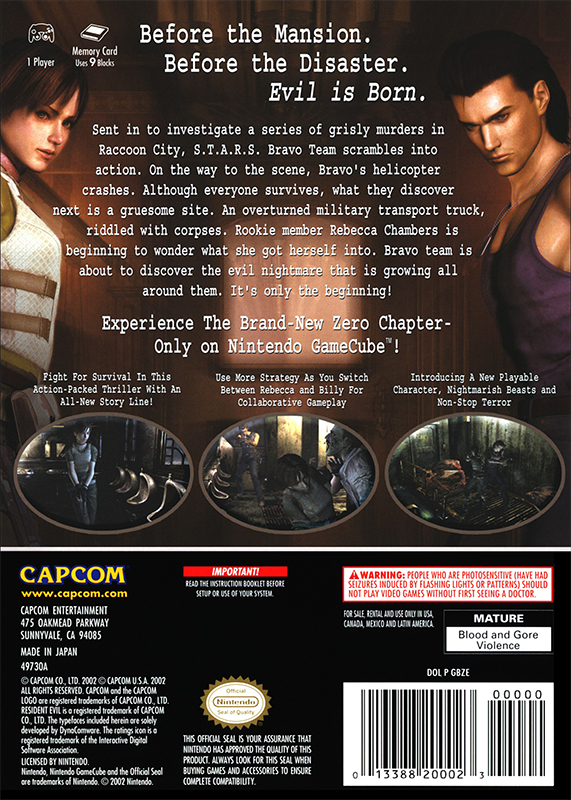 1 Player
Memory Card
Uses 9 Blocks
Before the Mansion.
Before the Disaster.
Evil is Born.
Sent in to investigate a series of grisly murders in
Raccoon City, S.T.A.R.S. Bravo Team scrambles into
action. On the way to the scene, Bravo's helicopter
crashes. Although everyone survives, what they discover
next is a gruesome site. An overturned military transport truck,
riddled with corpses. Rookie member Rebecca Chambers is
beginning to wonder what she got herself into. Bravo team is
about to discover the evil nightmare that is growing all
around them. It's only the beginning!
Experience The Brand-New Zero Chapter-
Only on Nintendo GameCube™!
Fight For Survival In This
Action-Packed Thriller With An
All-New Story Line!
Use More Strategy As You Switch
Between Rebecca and Billy For
Collaborative Gameplay
Introducing A New Playable
Character, Nightmarish Beasts and
Non-Stop Terror
CAPCOM
www.capcom.com
CAPCOM ENTERTAINMENT
475 OAKMEAD PARKWAY
SUNNYVALE, CA 94085
MADE IN JAPAN
49730A
© CAPCOM CO., LTD. 2002 © CAPCOM U.S.A. 2002
ALL RIGHTS RESERVED. CAPCOM and the CAPCOM
LOGO are registered trademarks of CAPCOM CO., LTD.
RESIDENT EVIL is a registered trademark of CAPCOM
CO., LTD. The typefaces included herein are solely
developed by DynaComware. The ratings icon is a
registered trademark of the Interactive Digital
Software Association.
LICENSED BY NINTENDO.
Nintendo, Nintendo GameCube and the Official Seal
are trademarks of Nintendo. © 2002 Nintendo.
IMPORTANT!
READ THE INSTRUCTION BOOKLET BEFORE
SETUP OR USE OF YOUR SYSTEM.
Official
Nintendo
Seal of Quality
THIS OFFICIAL SEAL IS YOUR ASSURANCE THAT
NINTENDO HAS APPROVED THE QUALITY OF THIS
PRODUCT. ALWAYS LOOK FOR THIS SEAL WHEN
BUYING GAMES AND ACCESSORIES TO ENSURE
COMPLETE COMPATIBILITY.
WARNING: PEOPLE WHO ARE PHOTOSENSITIVE (HAVE HAD
SEIZURES INDUCED BY FLASHING LIGHTS OR PATTERNS) SHOULD
NOT PLAY VIDEO GAMES WITHOUT FIRST SEEING A DOCTOR.
FOR SALE, RENTAL AND USE ONLY IN USA,
CANADA, MEXICO AND LATIN AMERICA.
MATURE
Blood and Gore
Violence
DOL P GBZE
00000
0 13388 20002 3